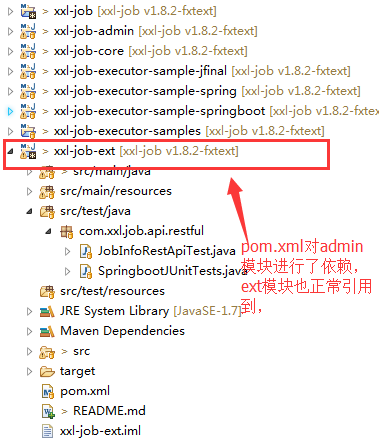 > xxl-job [xxl-job v1.8.2-fxtext]
> xxl-job-admin [xxl-job v1.8.2-fxtext]
> xxl-job-core [xxl-job v1.8.2-fxtext]
> xxl-job-executor-sample-jfinal [xxl-job v1.8.2-fxtext]
> xxl-job-executor-sample-spring [xxl-job v1.8.2-fxtext]
> xxl-job-executor-sample-springboot [xxl-job v1.8.2-fxtext]
> xxl-job-executor-samples [xxl-job v1.8.2-fxtext]
> xxl-job-ext [xxl-job v1.8.2-fxtext]
> src/main/java
src/main/resources
src/test/java
com.xxl.job.api.restful
JobInfoRestApiTest.java
SpringbootJUnitTests.java
src/test/resources
JRE System Library [JavaSE-1.7]
Maven Dependencies
> src
target
pom.xml
> README.md
xxl-job-ext.iml
pom.xml对admin
模块进行了依赖，
ext模块也正常引用
到，